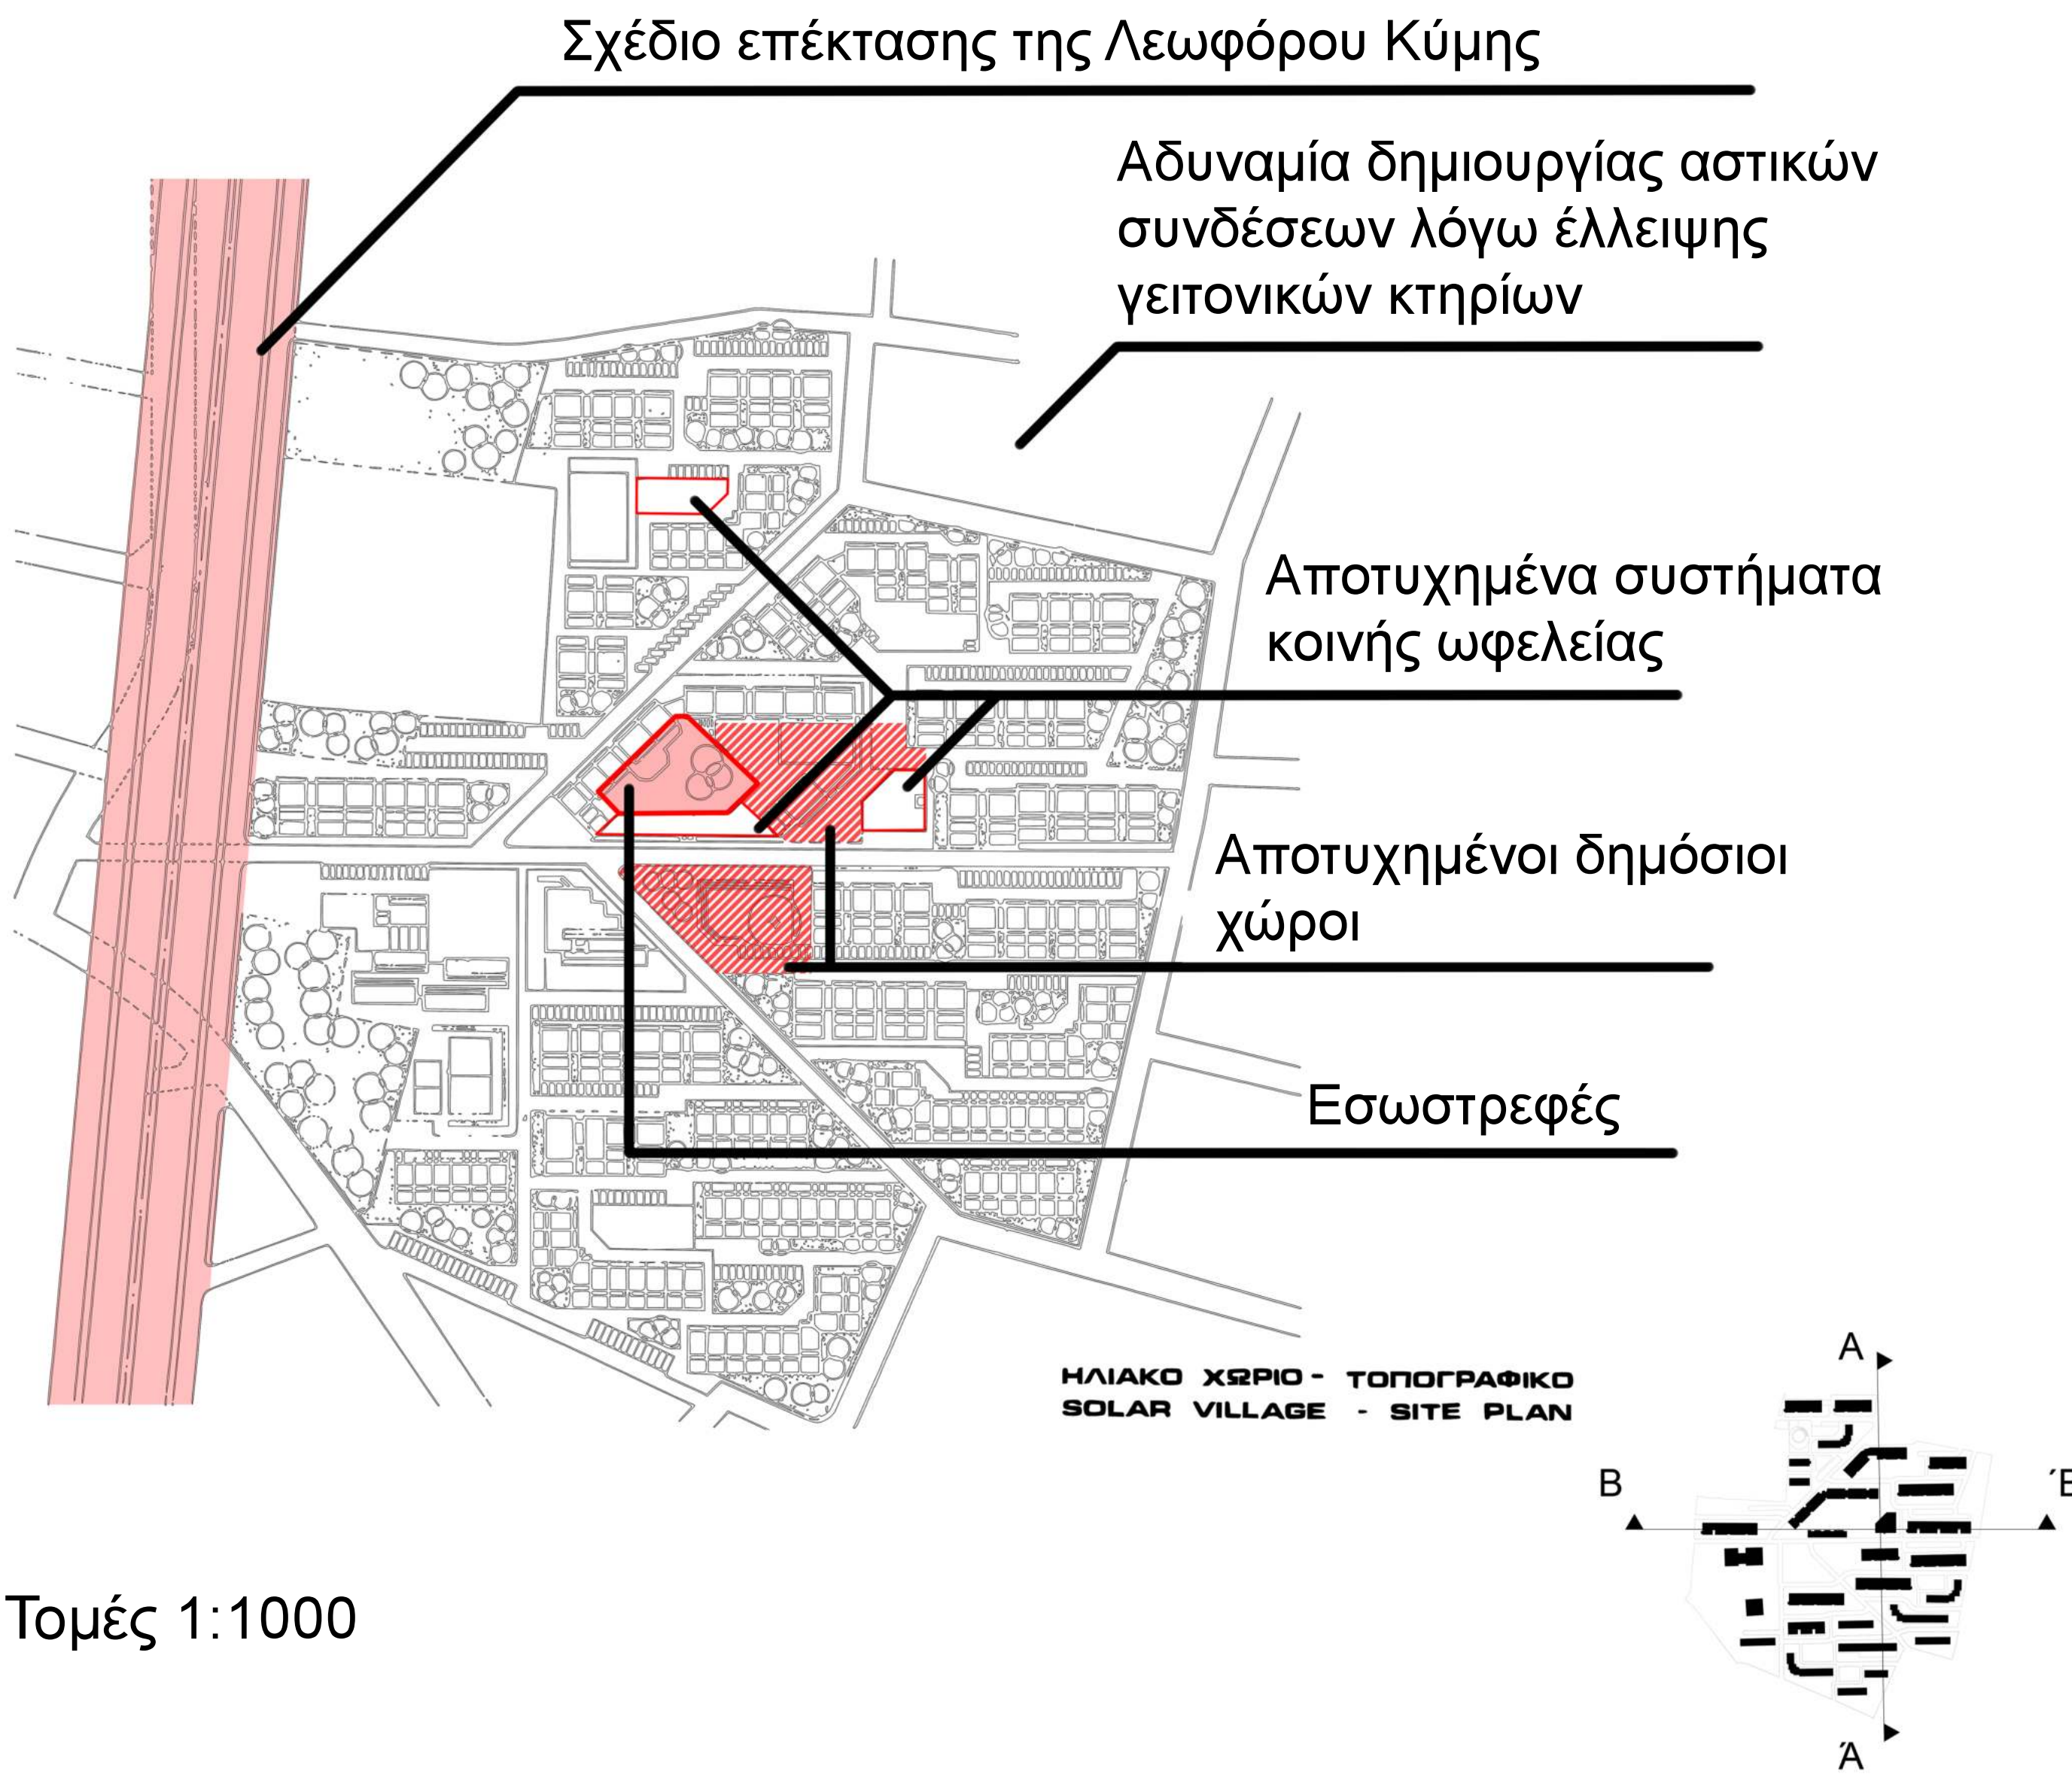 Σχέδιο επέκτασης της Λεωφόρου Κύμης
Αδυναμία δημιουργίας αστικών
συνδέσεων λόγω έλλειψης
γειτονικών κτηρίων
Αποτυχημένα συστήματα
κοινής ωφελείας
Αποτυχημένοι δημόσιοι
χώροι
Εσωστρεφές
ΗΛΙΑΚΟ ΧΩΡΙΟ - ΤΟΠΟΓΡΑΦΙΚΟ
SOLAR VILLAGE - SITE PLAN
Α
Β
΄Β
Ά
Τομές 1:1000